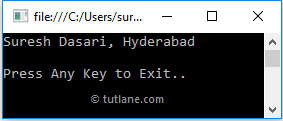 file:///C:/Users/sur...
Suresh Dasari, Hyderabad
Press Any Key to Exit..
© tutlane.com